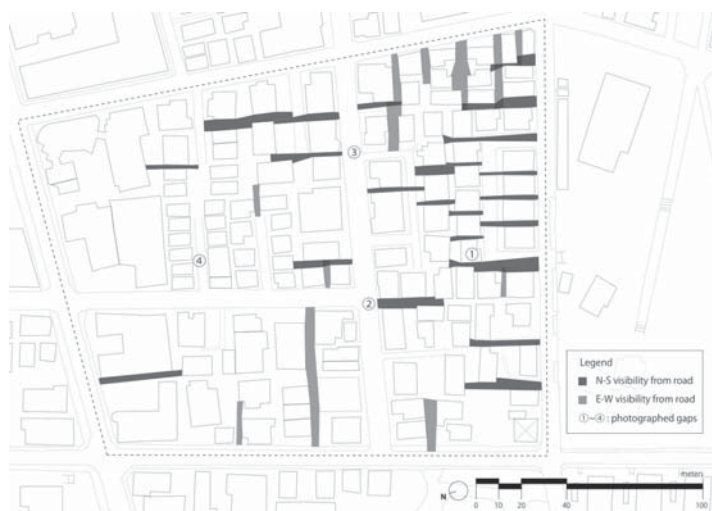 ③
①
④
②
Legend
N-S visibility from road
E-W visibility from road
①~④ : photographed gaps
meters
N
0 10 20 40 100